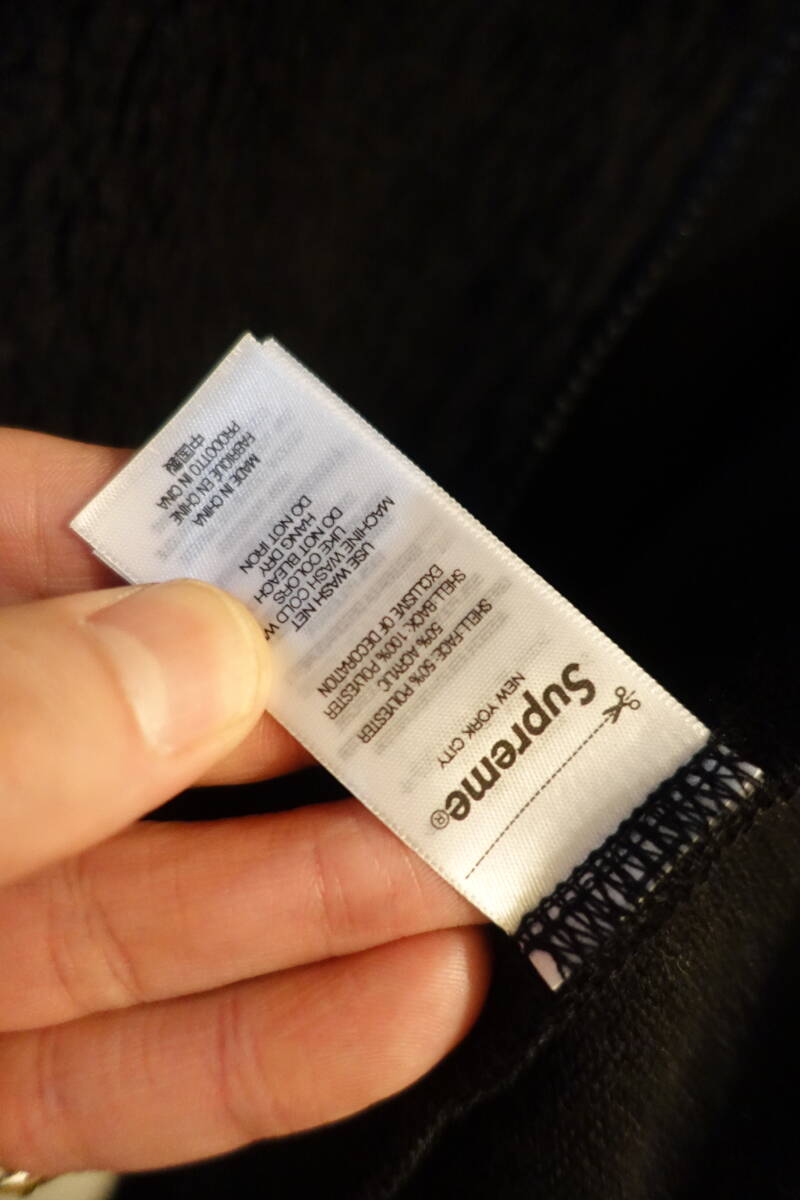 Supreme®
NEW YORK CITY
SHELL FACE: 50% POLYESTER
50% ACRYLIC
SHELL BACK: 100% POLYESTER
EXCLUSIVE OF DECORATION
MACHINE WASH COLD
USE WASH NET
LIKE COLORS
DO NOT BLEACH
HANG DRY
DO NOT IRON
MADE IN CHINA
FABRIQUE EN CHINE
PRODOTTO IN CINA
中国製